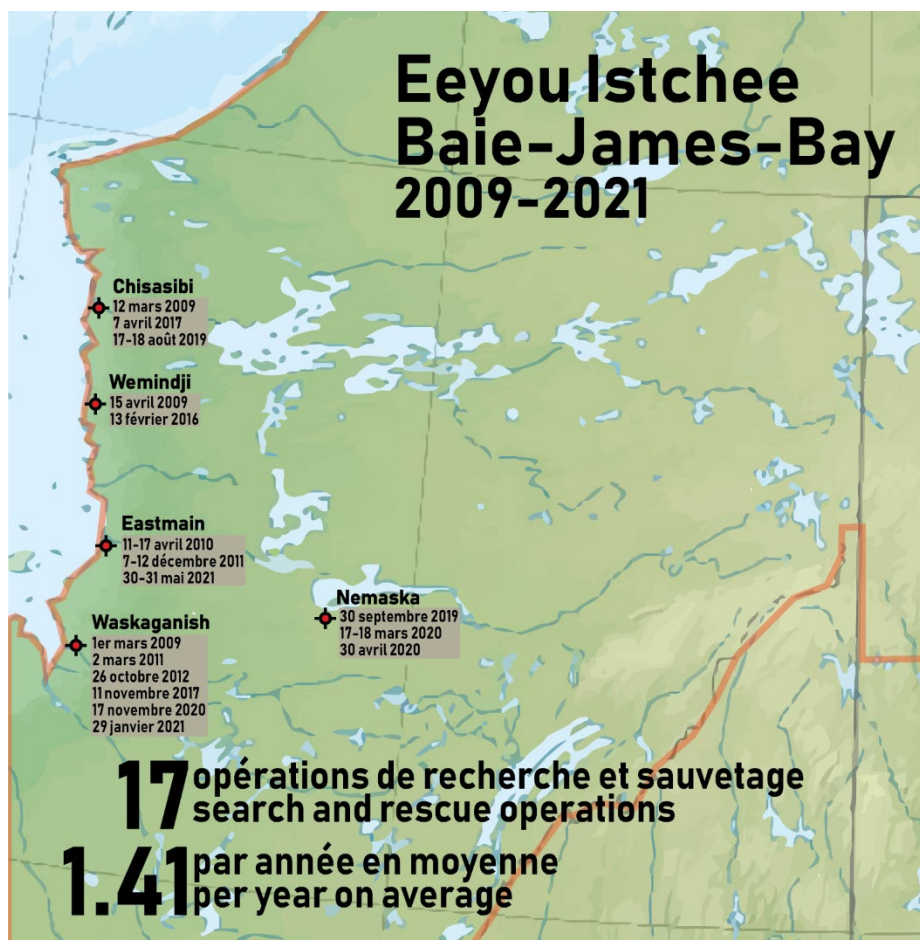 Eeyou Istchee
Baie-James-Bay
2009-2021
Chisasibi
12 mars 2009
7 avril 2017
17-18 août 2019
Wemindji
15 avril 2009
13 février 2016
Eastmain
11-17 avril 2010
7-12 décembre 2011
30-31 mai 2021
Nemaska
30 septembre 2019
17-18 mars 2020
30 avril 2020
Waskaganish
1er mars 2009
2 mars 2011
26 octobre 2012
11 novembre 2017
17 novembre 2020
29 janvier 2021
17 opérations de recherche et sauvetage
search and rescue operations
1.41 par année en moyenne
per year on average